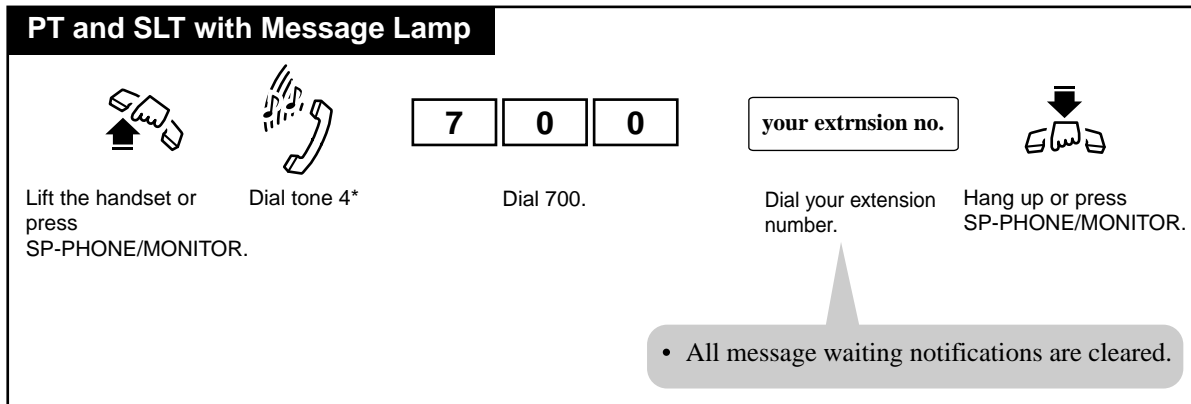 PT and SLT with Message Lamp
7 0 0
your extrnsion no.
Lift the handset or
press
SP-PHONE/MONITOR.
Dial tone 4*
Dial 700.
Dial your extension
number.
Hang up or press
SP-PHONE/MONITOR.
• All message waiting notifications are cleared.